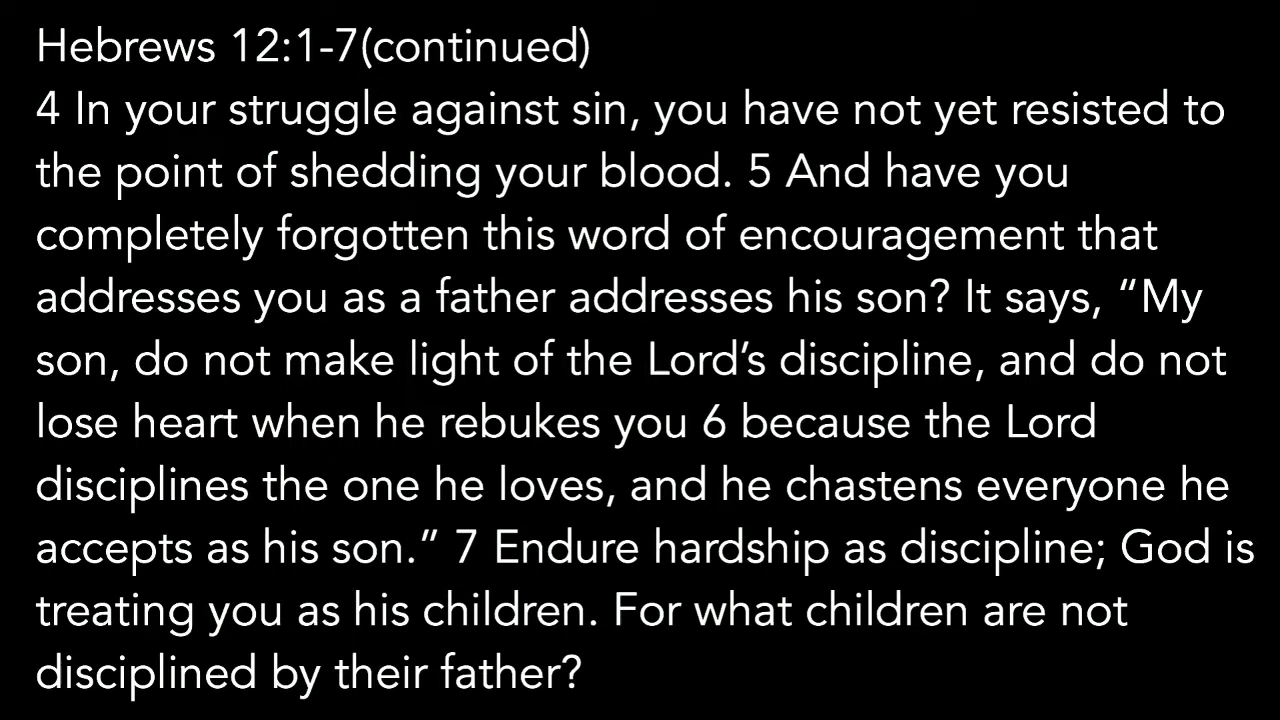 Hebrews 12:1-7(continued)
4 In your struggle against sin, you have not yet resisted to
the point of shedding your blood. 5 And have you
completely forgotten this word of encouragement that
addresses you as a father addresses his son? It says, “My
son, do not make light of the Lord’s discipline, and do not
lose heart when he rebukes you 6 because the Lord
disciplines the one he loves, and he chastens everyone he
accepts as his son.” 7 Endure hardship as discipline; God is
treating you as his children. For what children are not
disciplined by their father?